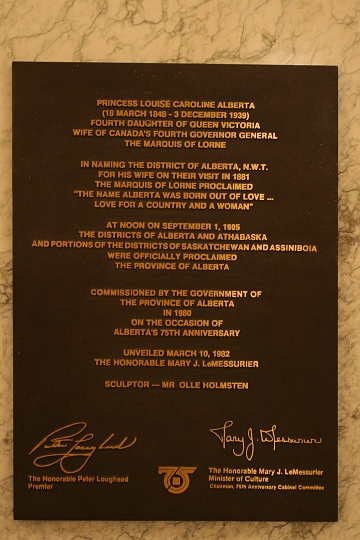 PRINCESS LOUISE CAROLINE ALBERTA
(18 MARCH 1848 - 3 DECEMBER 1939)
FOURTH DAUGHTER OF QUEEN VICTORIA
WIFE OF CANADA'S FOURTH GOVERNOR GENERAL
THE MARQUIS OF LORNE
IN NAMING THE DISTRICT OF ALBERTA, N.W.T.
FOR HIS WIFE ON THEIR VISIT IN 1881
THE MARQUIS OF LORNE PROCLAIMED
"THE NAME ALBERTA WAS BORN OUT OF LOVE ...
LOVE FOR A COUNTRY AND A WOMAN"
AT NOON ON SEPTEMBER 1, 1905
THE DISTRICTS OF ALBERTA AND ATHABASKA
AND PORTIONS OF THE DISTRICTS OF SASKATCHEWAN AND ASSINIBOIA
WERE OFFICIALLY PROCLAIMED
THE PROVINCE OF ALBERTA
COMMISSIONED BY THE GOVERNMENT OF
THE PROVINCE OF ALBERTA
IN 1980
ON THE OCCASION OF
ALBERTA'S 75TH ANNIVERSARY
UNVEILED MARCH 10, 1982
THE HONORABLE MARY J. LeMESSURIER
SCULPTOR — MR OLLE HOLMSTEN
Peter Lougheed
Mary J. LeMessurier
The Honorable Peter Lougheed
Premier
75
The Honorable Mary J. LeMessurier
Minister of Culture
Chairman, 75th Anniversary Cabinet Committee